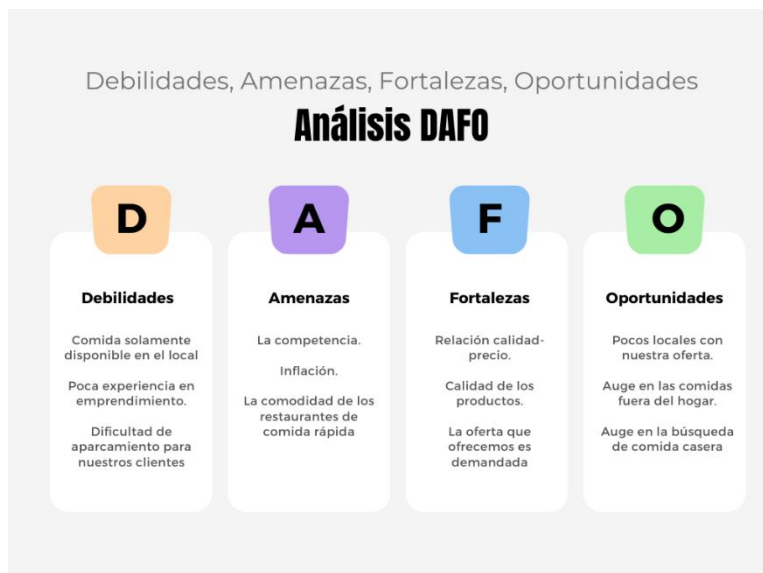 Debilidades, Amenazas, Fortalezas, Oportunidades
Análisis DAFO
D
Debilidades
Comida solamente
disponible en el local
Poca experiencia en
emprendimiento.
Dificultad de
aparcamiento para
nuestros clientes
A
Amenazas
La competencia.
Inflación.
La comodidad de los
restaurantes de
comida rápida
F
Fortalezas
Relación calidad-
precio.
Calidad de los
productos.
La oferta que
ofrecemos es
demandada
O
Oportunidades
Pocos locales con
nuestra oferta.
Auge en las comidas
fuera del hogar.
Auge en la búsqueda
de comida casera